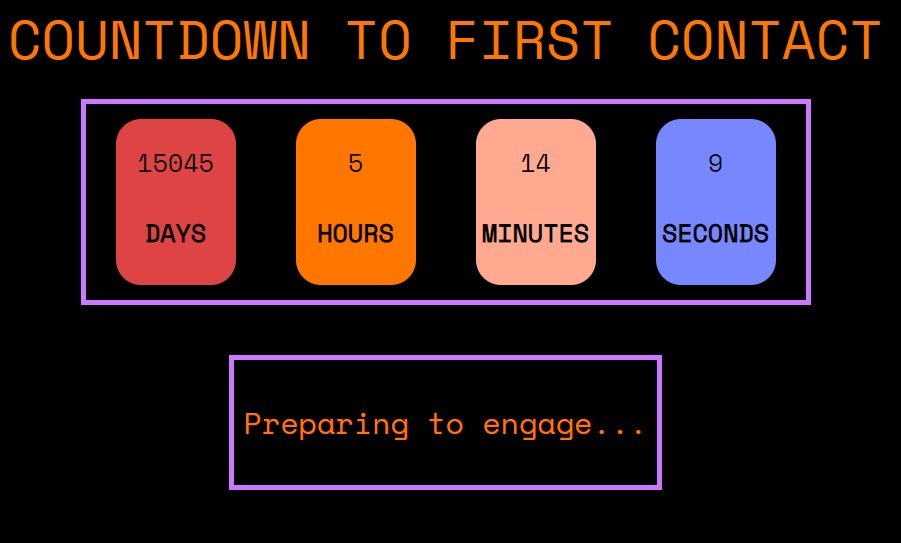 COUNTDOWN TO FIRST CONTACT
15045 5 14 9
DAYS HOURS MINUTES SECONDS
Preparing to engage...